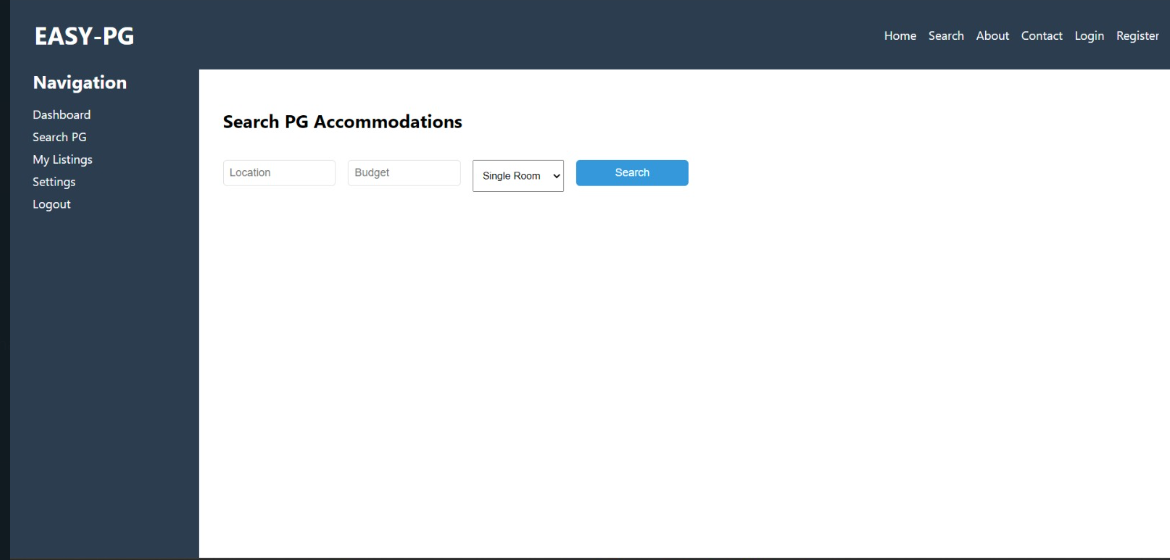 EASY-PG
Home Search About Contact Login Register
Navigation
Dashboard
Search PG
My Listings
Settings
Logout
Search PG Accommodations
Location Budget Single Room Search